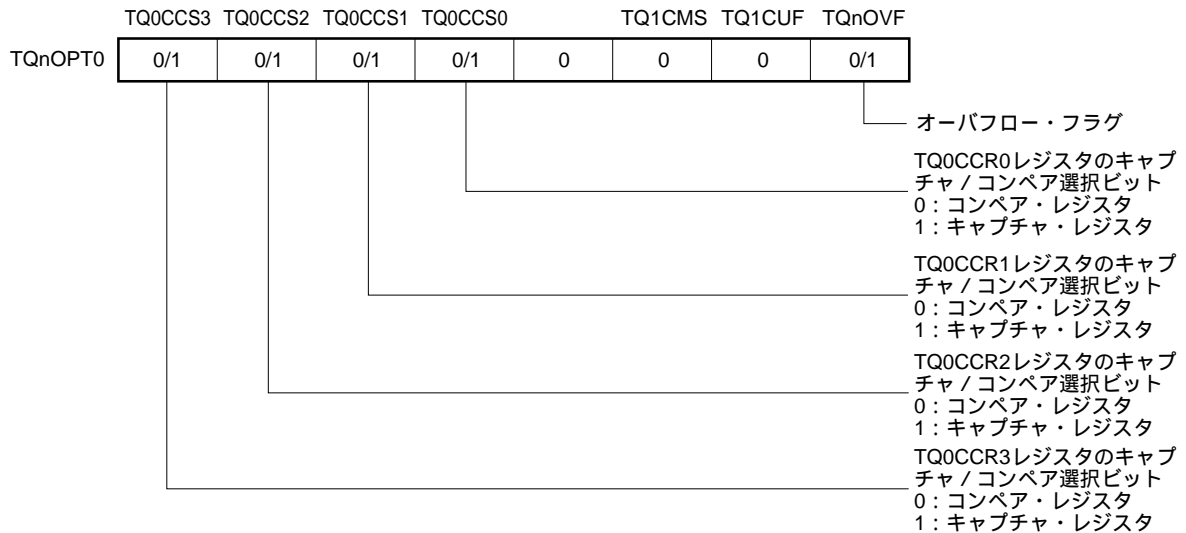 TQ0CCS3 TQ0CCS2 TQ0CCS1 TQ0CCS0 TQ1CMS TQ1CUF TQnOVF
TQnOPT0 0/1 0/1 0/1 0/1 0 0 0 0/1
オーバフロー・フラグ
TQ0CCR0レジスタのキャプ
チャ／コンペア選択ビット
0：コンペア・レジスタ
1：キャプチャ・レジスタ
TQ0CCR1レジスタのキャプ
チャ／コンペア選択ビット
0：コンペア・レジスタ
1：キャプチャ・レジスタ
TQ0CCR2レジスタのキャプ
チャ／コンペア選択ビット
0：コンペア・レジスタ
1：キャプチャ・レジスタ
TQ0CCR3レジスタのキャプ
チャ／コンペア選択ビット
0：コンペア・レジスタ
1：キャプチャ・レジスタ